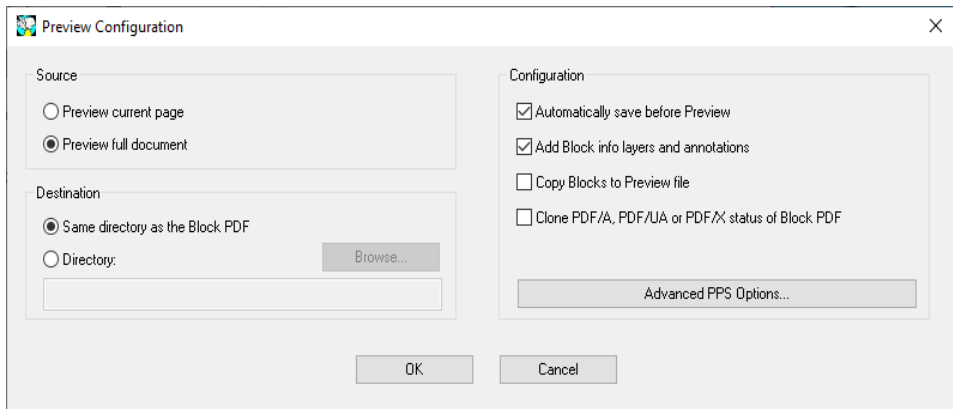 Preview Configuration
Source
Preview current page
Preview full document
Destination
Same directory as the Block PDF
Directory:
Browse...
Configuration
Automatically save before Preview
Add Block info layers and annotations
Copy Blocks to Preview file
Clone PDF/A, PDF/UA or PDF/X status of Block PDF
Advanced PPS Options...
OK
Cancel